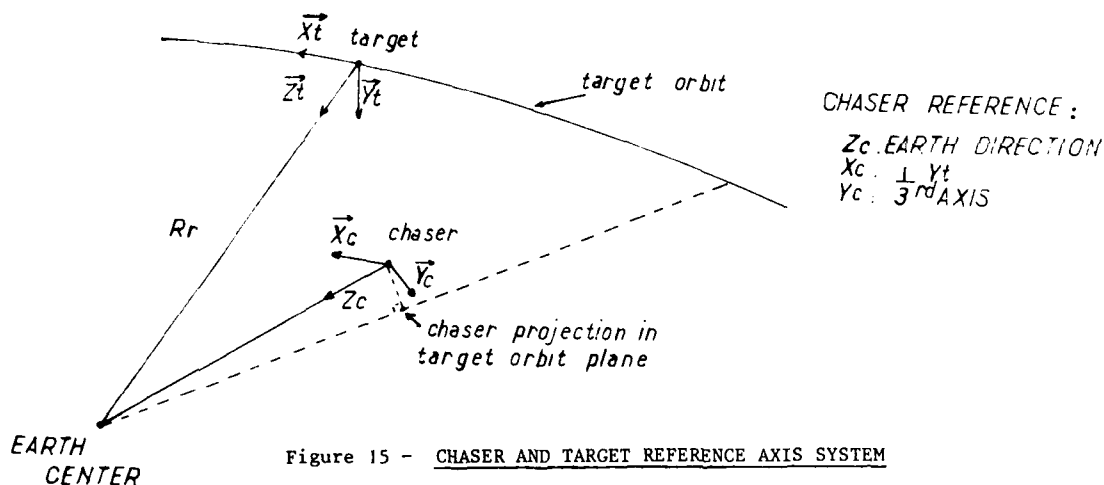 Xt target
Zt
Yt
target orbit
CHASER REFERENCE :
Zc . EARTH DIRECTION
Xc . ⊥ Yt
Yc : 3rd AXIS
Rr
Xc chaser
Yc
Zc
chaser projection in
target orbit plane
EARTH
CENTER
Figure 15 - CHASER AND TARGET REFERENCE AXIS SYSTEM